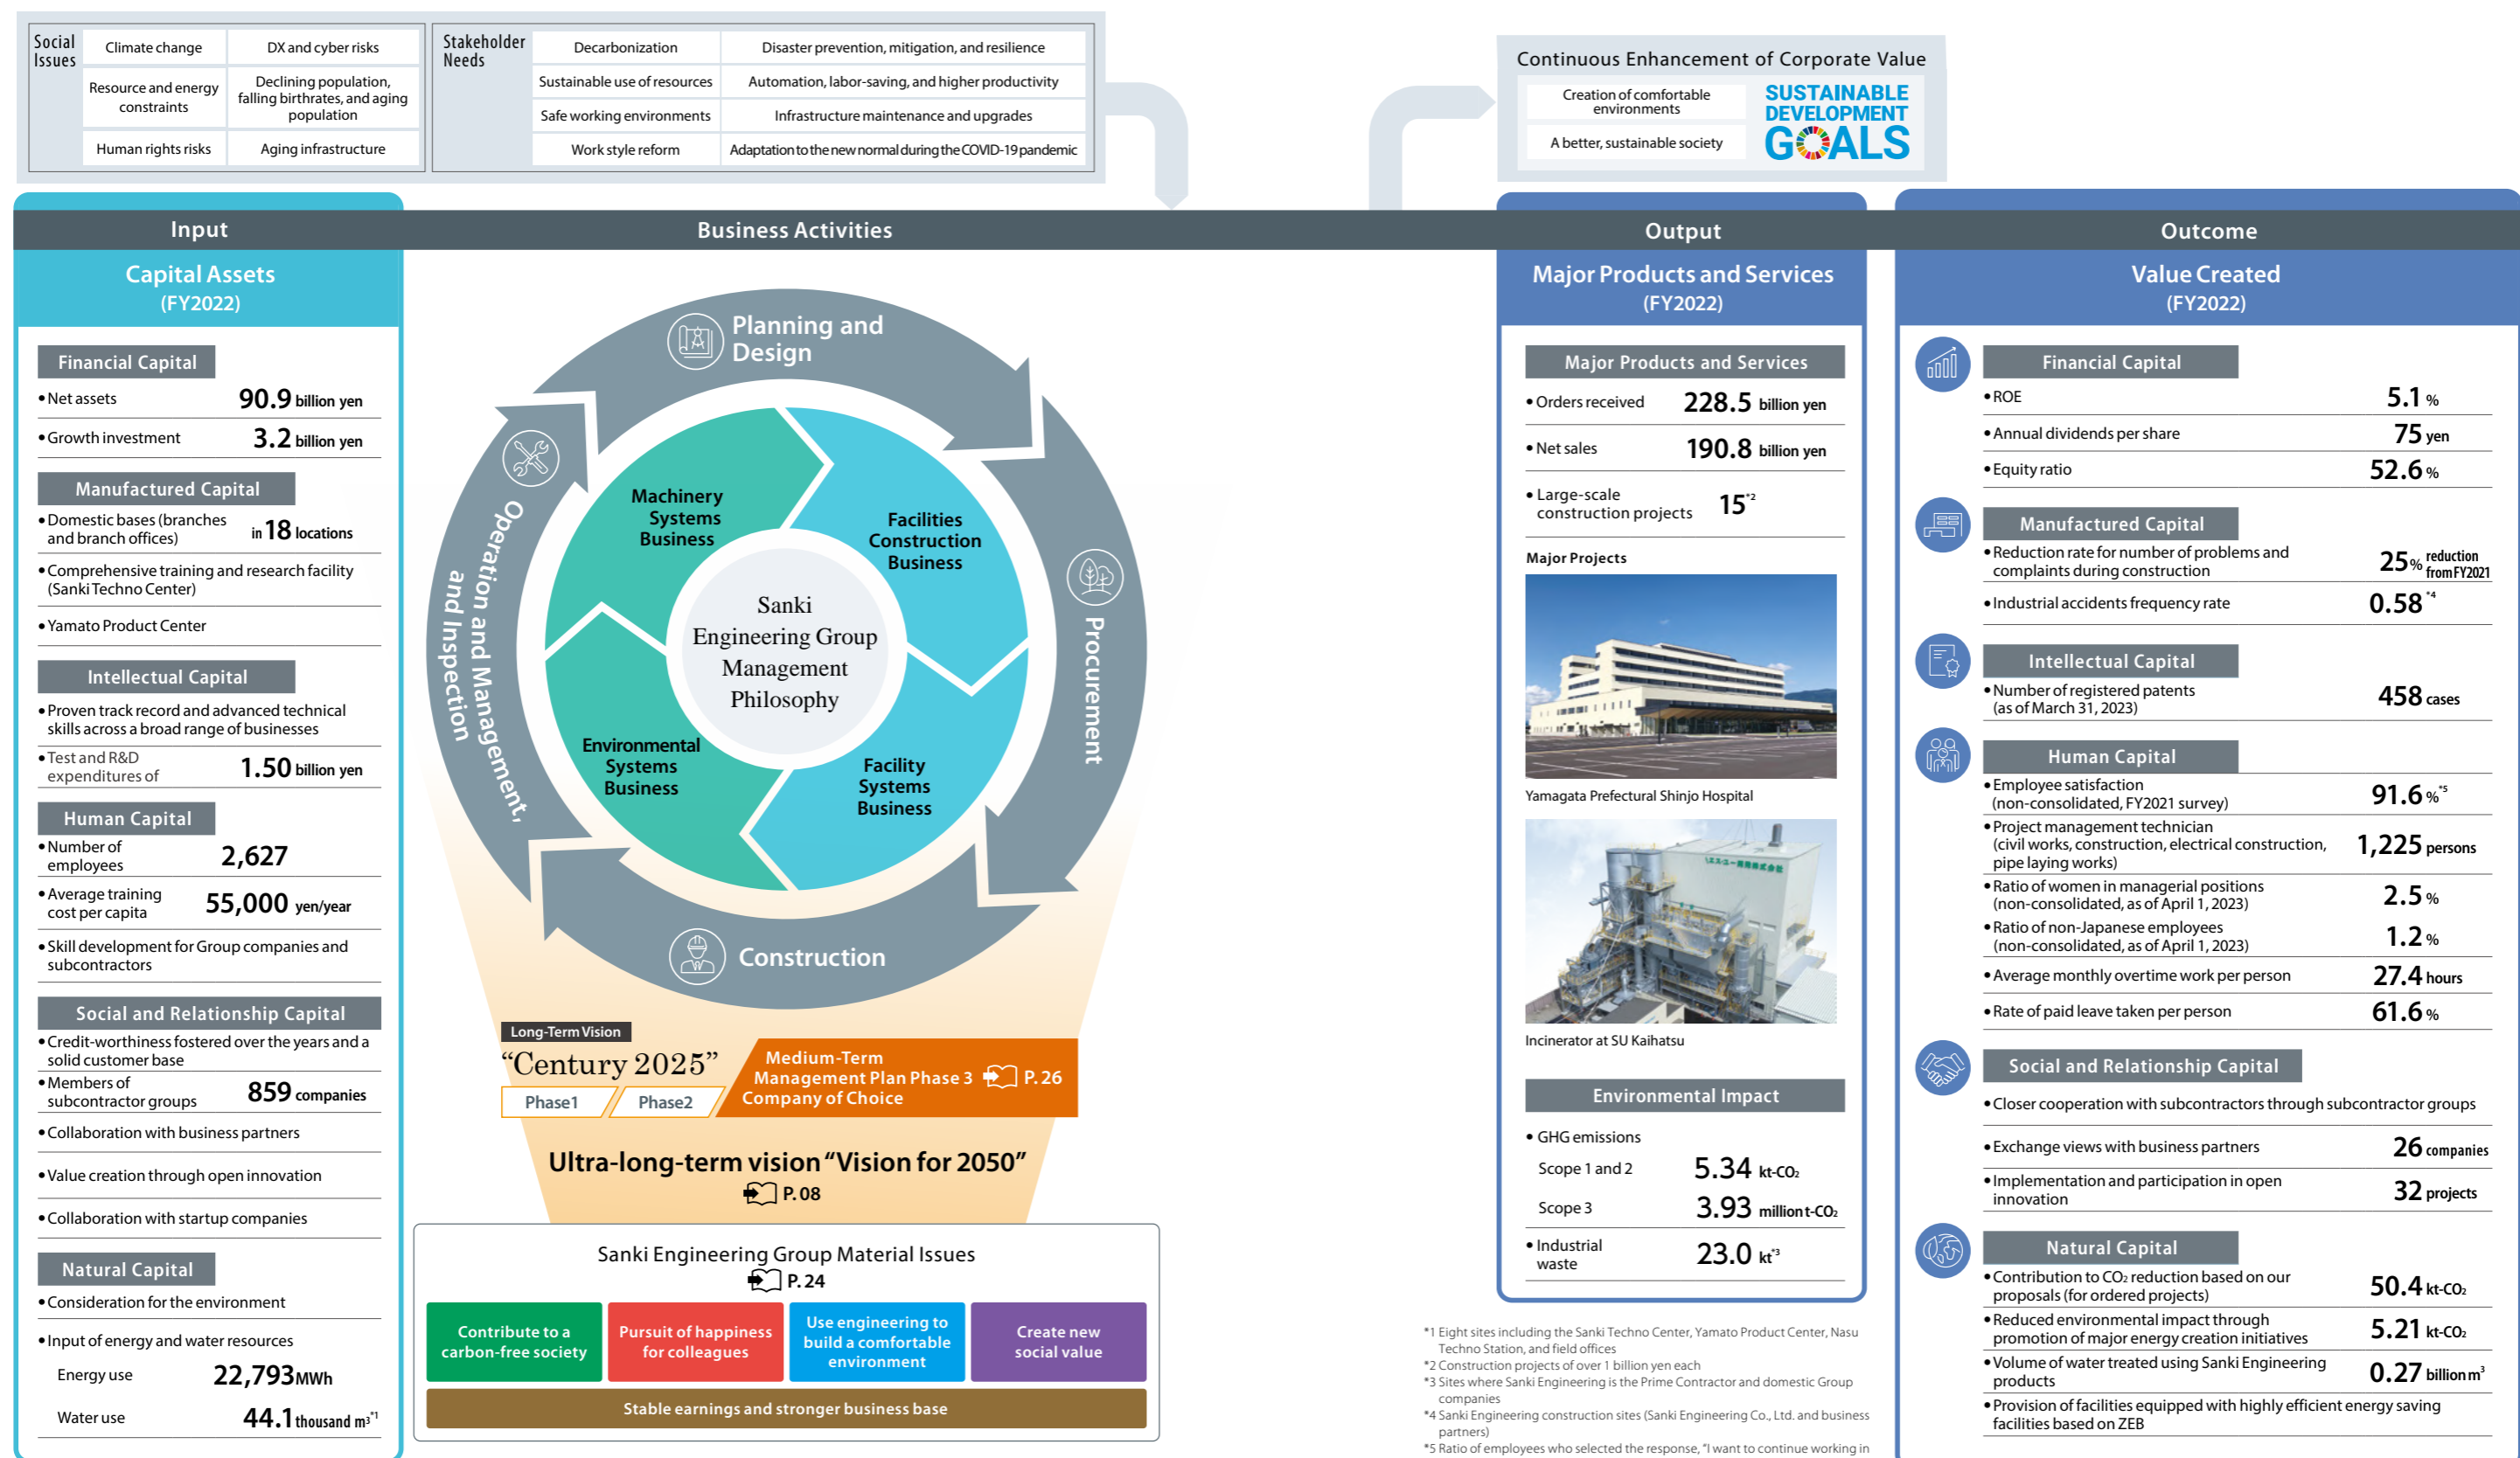 Social
Issues
Climate change
DX and cyber risks
Resource and energy
constraints
Declining population,
falling birthrates, and aging
population
Human rights risks
Aging infrastructure
Stakeholder
Needs
Decarbonization
Disaster prevention, mitigation, and resilience
Sustainable use of resources
Automation, labor-saving, and higher productivity
Safe working environments
Infrastructure maintenance and upgrades
Work style reform
Adaptation to the new normal during the COVID-19 pandemic
Continuous Enhancement of Corporate Value
Creation of comfortable
environments
A better, sustainable society
SUSTAINABLE
DEVELOPMENT
GOALS
Input
Business Activities
Output
Outcome
Capital Assets
(FY2022)
Financial Capital
•Net assets 90.9 billion yen
•Growth investment 3.2 billion yen
Manufactured Capital
•Domestic bases (branches
and branch offices) in 18 locations
•Comprehensive training and research facility
(Sanki Techno Center)
•Yamato Product Center
Intellectual Capital
•Proven track record and advanced technical
skills across a broad range of businesses
•Test and R&D
expenditures of 1.50 billion yen
Human Capital
•Number of
employees 2,627
•Average training
cost per capita 55,000 yen/year
•Skill development for Group companies and
subcontractors
Social and Relationship Capital
•Credit-worthiness fostered over the years and a
solid customer base
•Members of
subcontractor groups 859 companies
•Collaboration with business partners
•Value creation through open innovation
•Collaboration with startup companies
Natural Capital
•Consideration for the environment
•Input of energy and water resources
Energy use 22,793 MWh
Water use 44.1 thousand m³*1
Planning and
Design
Procurement
Construction
Operation and Management,
and Inspection
Machinery
Systems
Business
Facilities
Construction
Business
Environmental
Systems
Business
Facility
Systems
Business
Sanki
Engineering Group
Management
Philosophy
Long-Term Vision
“Century 2025”
Phase1
Phase2
Medium-Term
Management Plan Phase 3 P. 26
Company of Choice
Ultra-long-term vision “Vision for 2050”
P. 08
Sanki Engineering Group Material Issues
P. 24
Contribute to a
carbon-free society
Pursuit of happiness
for colleagues
Use engineering to
build a comfortable
environment
Create new
social value
Stable earnings and stronger business base
Major Products and Services
(FY2022)
Major Products and Services
• Orders received 228.5 billion yen
• Net sales 190.8 billion yen
• Large-scale
construction projects 15*2
Major Projects
Yamagata Prefectural Shinjo Hospital
Incinerator at SU Kaihatsu
Environmental Impact
• GHG emissions
Scope 1 and 2 5.34 kt-CO₂
Scope 3 3.93 million t-CO₂
• Industrial
waste 23.0 kt*3
*1 Eight sites including the Sanki Techno Center, Yamato Product Center, Nasu
Techno Station, and field offices
*2 Construction projects of over 1 billion yen each
*3 Sites where Sanki Engineering is the Prime Contractor and domestic Group
companies
*4 Sanki Engineering construction sites (Sanki Engineering Co., Ltd. and business
partners)
*5 Ratio of employees who selected the response, “I want to continue working in
Value Created
(FY2022)
Financial Capital
•ROE 5.1 %
•Annual dividends per share 75 yen
•Equity ratio 52.6 %
Manufactured Capital
•Reduction rate for number of problems and
complaints during construction 25% reduction
from FY2021
•Industrial accidents frequency rate 0.58 *4
Intellectual Capital
•Number of registered patents
(as of March 31, 2023) 458 cases
Human Capital
•Employee satisfaction
(non-consolidated, FY2021 survey) 91.6 %*5
•Project management technician
(civil works, construction, electrical construction,
pipe laying works) 1,225 persons
•Ratio of women in managerial positions
(non-consolidated, as of April 1, 2023) 2.5 %
•Ratio of non-Japanese employees
(non-consolidated, as of April 1, 2023) 1.2 %
•Average monthly overtime work per person 27.4 hours
•Rate of paid leave taken per person 61.6 %
Social and Relationship Capital
•Closer cooperation with subcontractors through subcontractor groups
•Exchange views with business partners 26 companies
•Implementation and participation in open
innovation 32 projects
Natural Capital
•Contribution to CO₂ reduction based on our
proposals (for ordered projects) 50.4 kt-CO₂
•Reduced environmental impact through
promotion of major energy creation initiatives 5.21 kt-CO₂
•Volume of water treated using Sanki Engineering
products 0.27 billion m³
•Provision of facilities equipped with highly efficient energy saving
facilities based on ZEB